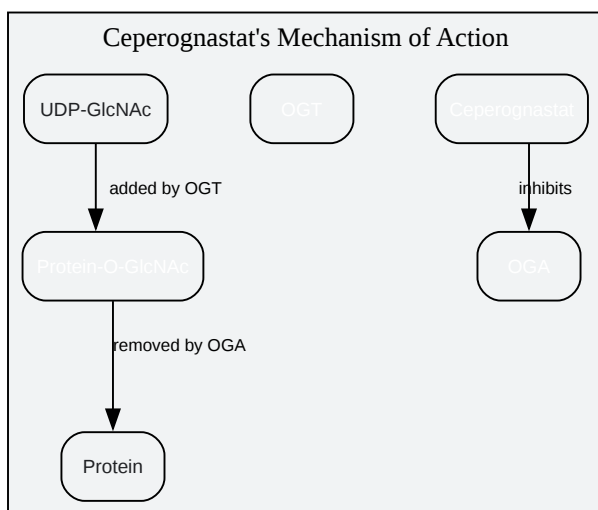 Ceperognastat's Mechanism of Action
UDP-GlcNAc
OGT
Ceperognastat
added by OGT
inhibits
Protein-O-GlcNAc
OGA
removed by OGA
Protein